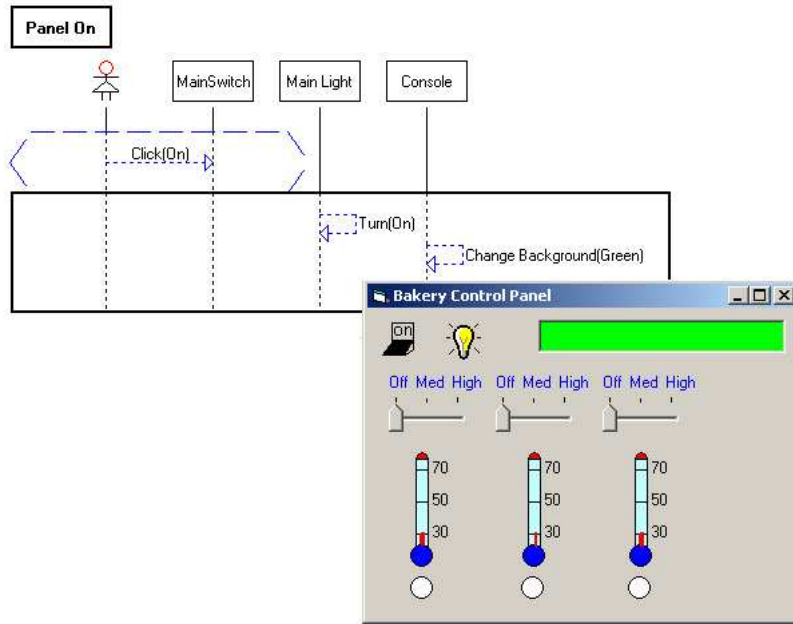 Panel On
MainSwitch
Main Light
Console
Click(On)
Turn(On)
Change Background(Green)
Bakery Control Panel
on
Off Med High Off Med High Off Med High
70 70 70
50 50 50
30 30 30